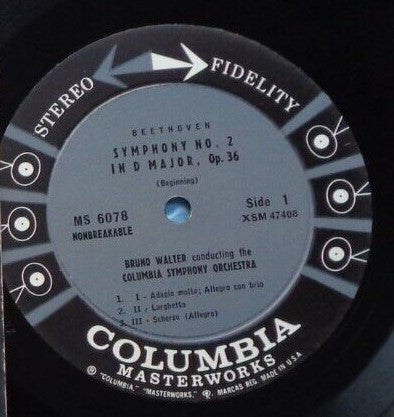 STEREO FIDELITY
BEETHOVEN
SYMPHONY NO. 2
IN D MAJOR, Op. 36
(Beginning)
MS 6078
NONBREAKABLE
Side 1
XSM 47408
BRUNO WALTER conducting the
COLUMBIA SYMPHONY ORCHESTRA
1. I - Adagio molto; Allegro con brio
2. II - Larghetto
3. III - Scherzo (Allegro)
COLUMBIA
MASTERWORKS
® "COLUMBIA," "MASTERWORKS," MARCAS REG. MADE IN U.S.A.